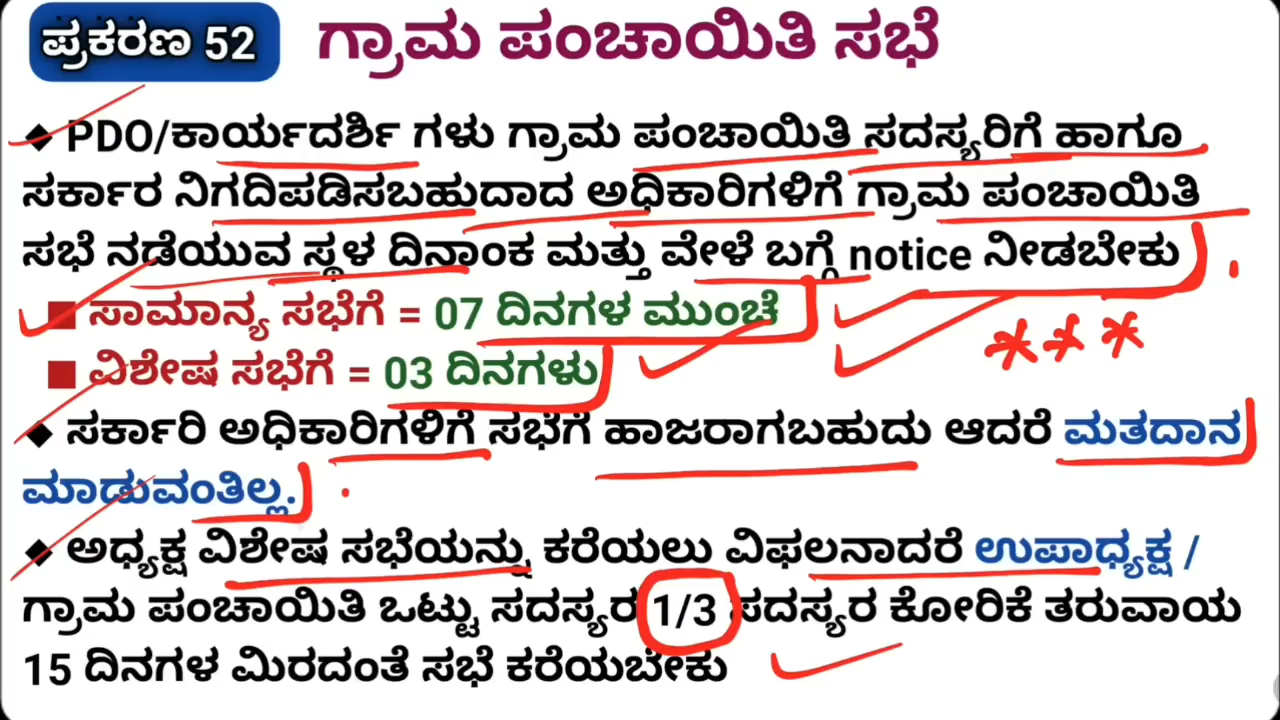 ಪ್ರಕರಣ 52 ಗ್ರಾಮ ಪಂಚಾಯಿತಿ ಸಭೆ
◆ PDO/ಕಾರ್ಯದರ್ಶಿ ಗಳು ಗ್ರಾಮ ಪಂಚಾಯಿತಿ ಸದಸ್ಯರಿಗೆ ಹಾಗೂ
ಸರ್ಕಾರ ನಿಗದಿಪಡಿಸಬಹುದಾದ ಅಧಿಕಾರಿಗಳಿಗೆ ಗ್ರಾಮ ಪಂಚಾಯಿತಿ
ಸಭೆ ನಡೆಯುವ ಸ್ಥಳ ದಿನಾಂಕ ಮತ್ತು ವೇಳೆ ಬಗ್ಗೆ notice ನೀಡಬೇಕು
■ ಸಾಮಾನ್ಯ ಸಭೆಗೆ = 07 ದಿನಗಳ ಮುಂಚೆ
■ ವಿಶೇಷ ಸಭೆಗೆ = 03 ದಿನಗಳು
◆ ಸರ್ಕಾರಿ ಅಧಿಕಾರಿಗಳಿಗೆ ಸಭೆಗೆ ಹಾಜರಾಗಬಹುದು ಆದರೆ ಮತದಾನ
ಮಾಡುವಂತಿಲ್ಲ.
◆ ಅಧ್ಯಕ್ಷ ವಿಶೇಷ ಸಭೆಯನ್ನು ಕರೆಯಲು ವಿಫಲನಾದರೆ ಉಪಾಧ್ಯಕ್ಷ /
ಗ್ರಾಮ ಪಂಚಾಯಿತಿ ಒಟ್ಟು ಸದಸ್ಯರ 1/3 ಸದಸ್ಯರ ಕೋರಿಕೆ ತರುವಾಯ
15 ದಿನಗಳ ಮಿರದಂತೆ ಸಭೆ ಕರೆಯಬೇಕು